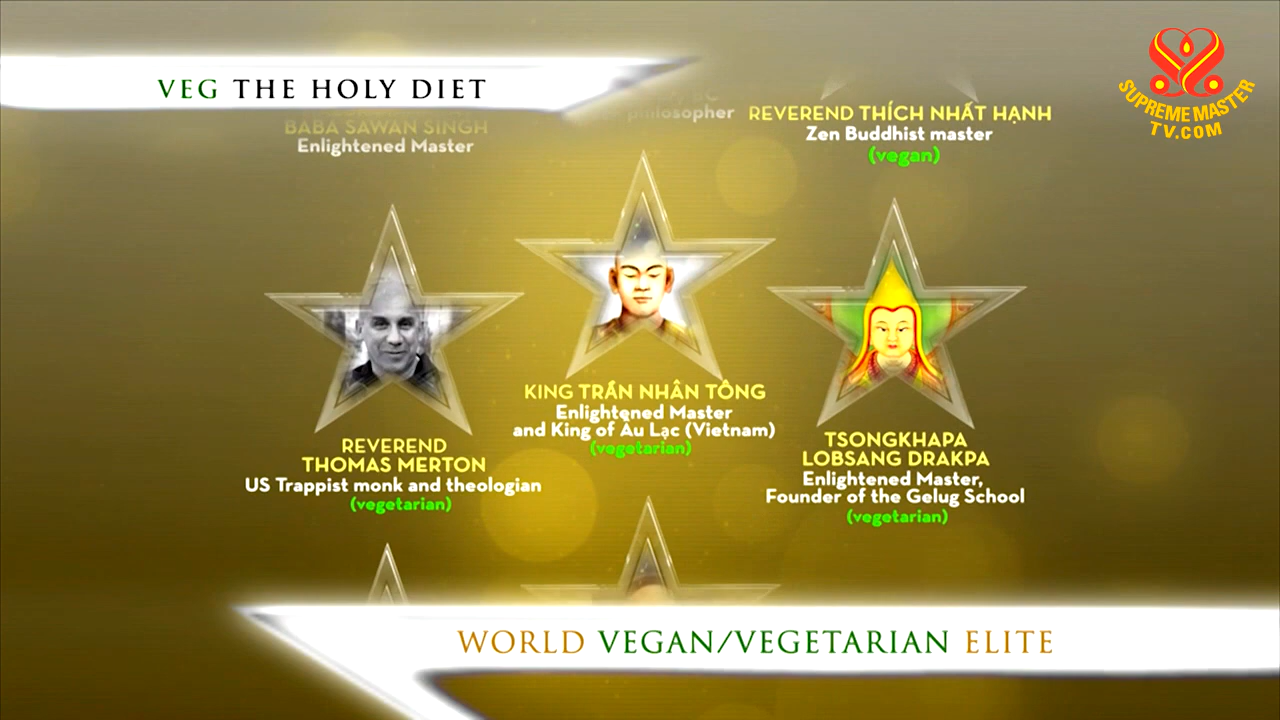 VEG THE HOLY DIET
SUPREME MASTER
TV.COM
philosopher
BABA SAWAN SINGH
Enlightened Master
REVEREND THÍCH NHẤT HẠNH
Zen Buddhist master
(vegan)
REVEREND
THOMAS MERTON
US Trappist monk and theologian
(vegetarian)
KING TRẦN NHÂN TÔNG
Enlightened Master
and King of Âu Lạc (Vietnam)
(vegetarian)
TSONGKHAPA
LOBSANG DRAKPA
Enlightened Master,
Founder of the Gelug School
(vegetarian)
WORLD VEGAN/VEGETARIAN ELITE